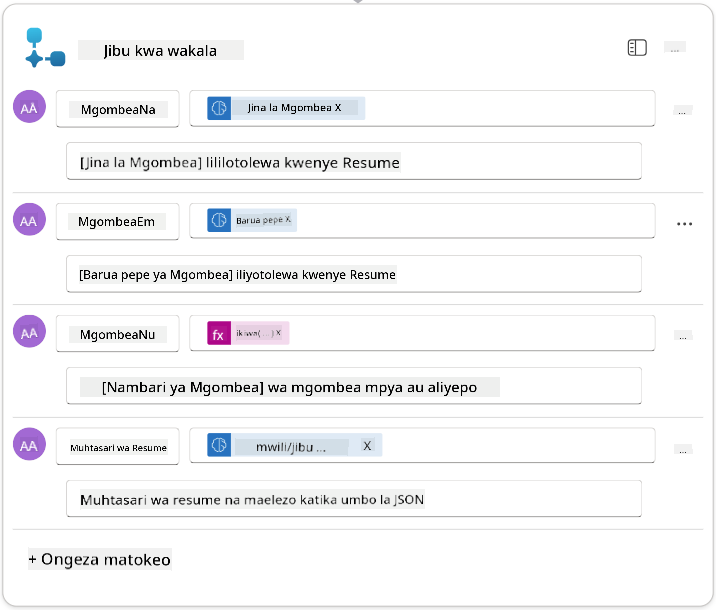 Jibu kwa wakala
...
AA
MgombeaNa
Jina la Mgombea X
...
[Jina la Mgombea] lililotolewa kwenye Resume
AA
MgombeaEm
Barua pepe X
...
[Barua pepe ya Mgombea] iliyotolewa kwenye Resume
AA
MgombeaNu
fx
X
...
[Nambari ya Mgombea] wa mgombea mpya au aliyepo
AA
Muhtasari wa Resume
mwili/jibu ... X
...
Muhtasari wa resume na maelezo katika umbo la JSON
+ Ongeza matokeo